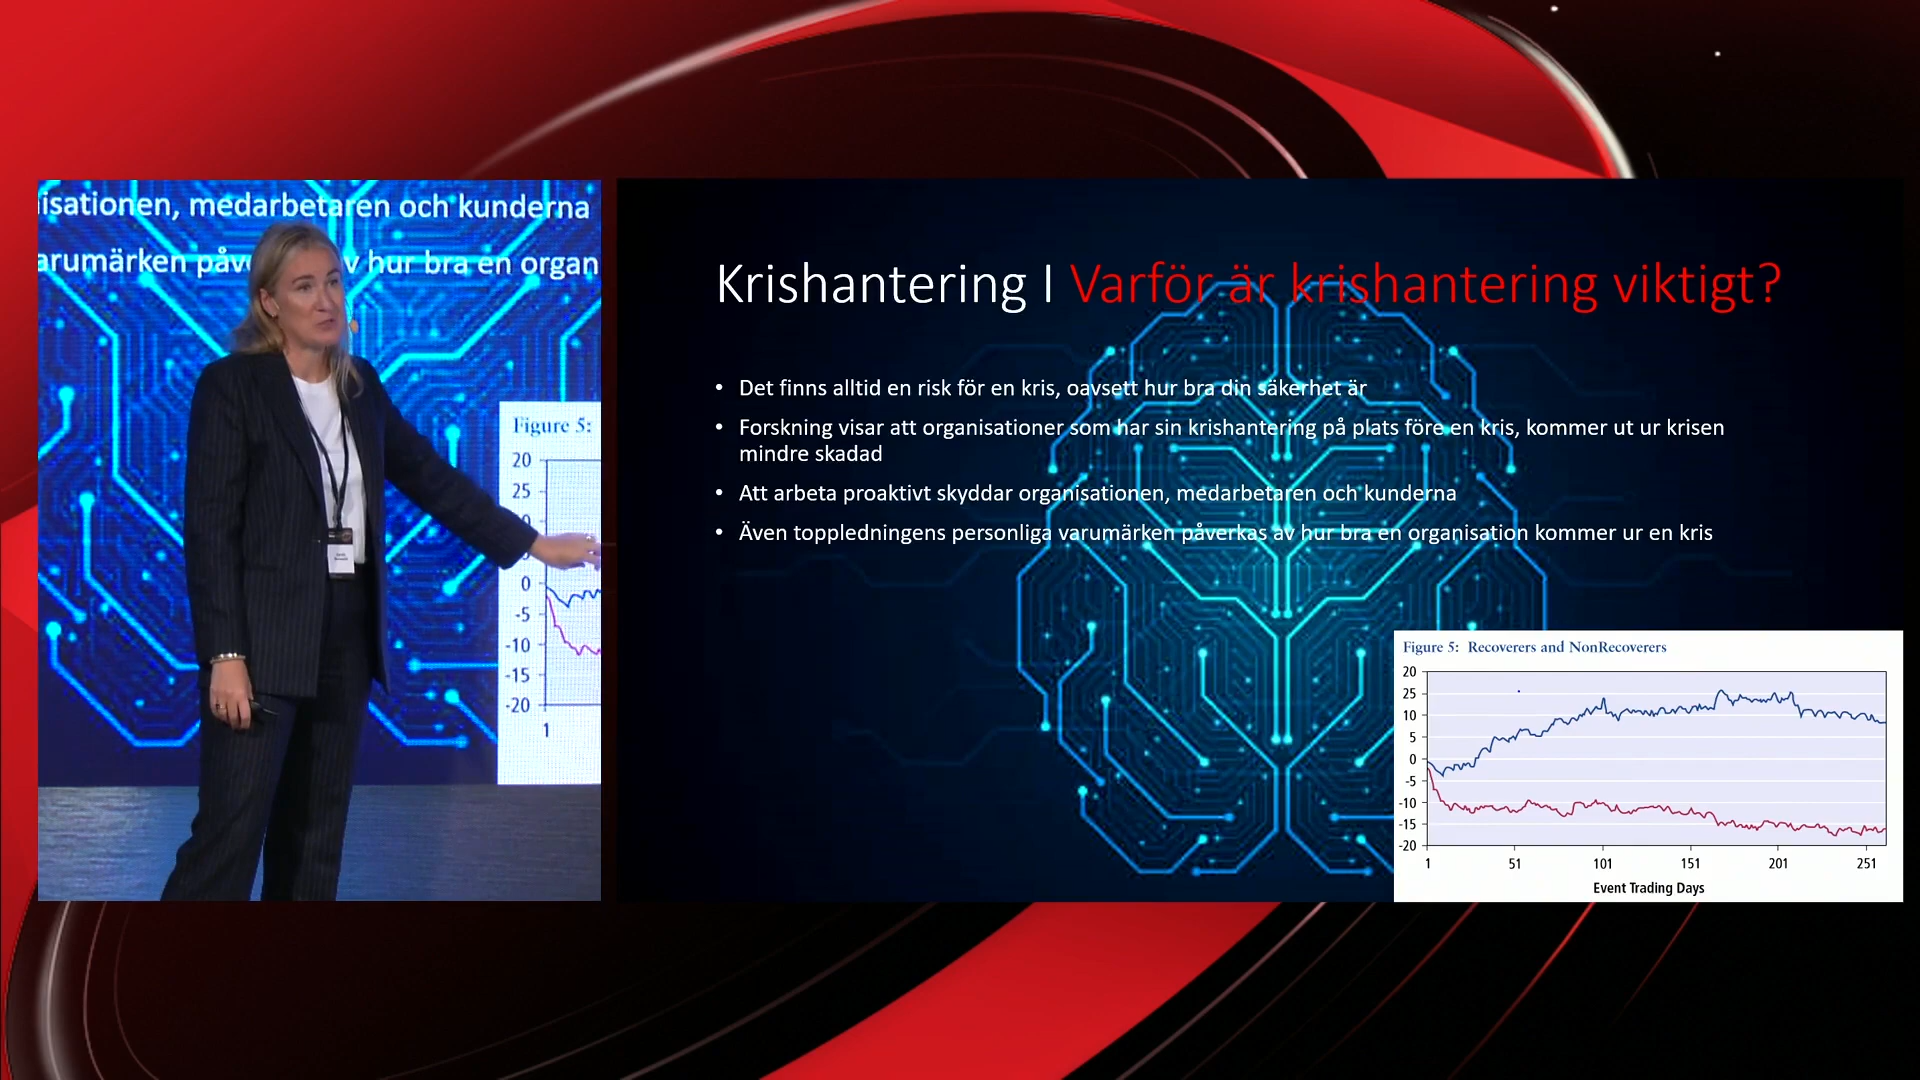 isationen, medarbetaren och kunderna
arumärken påv v hur bra en organ
Figure 5:
20
25
0
-5
-10
-15
-20
1
Krishantering I Varför är krishantering viktigt?
• Det finns alltid en risk för en kris, oavsett hur bra din säkerhet är
• Forskning visar att organisationer som har sin krishantering på plats före en kris, kommer ut ur krisen
mindre skadad
• Att arbeta proaktivt skyddar organisationen, medarbetaren och kunderna
• Även toppledningens personliga varumärken påverkas av hur bra en organisation kommer ur en kris
Figure 5: Recoverers and NonRecoverers
20
25
10
5
0
-5
-10
-15
-20
1 51 101 151 201 251
Event Trading Days